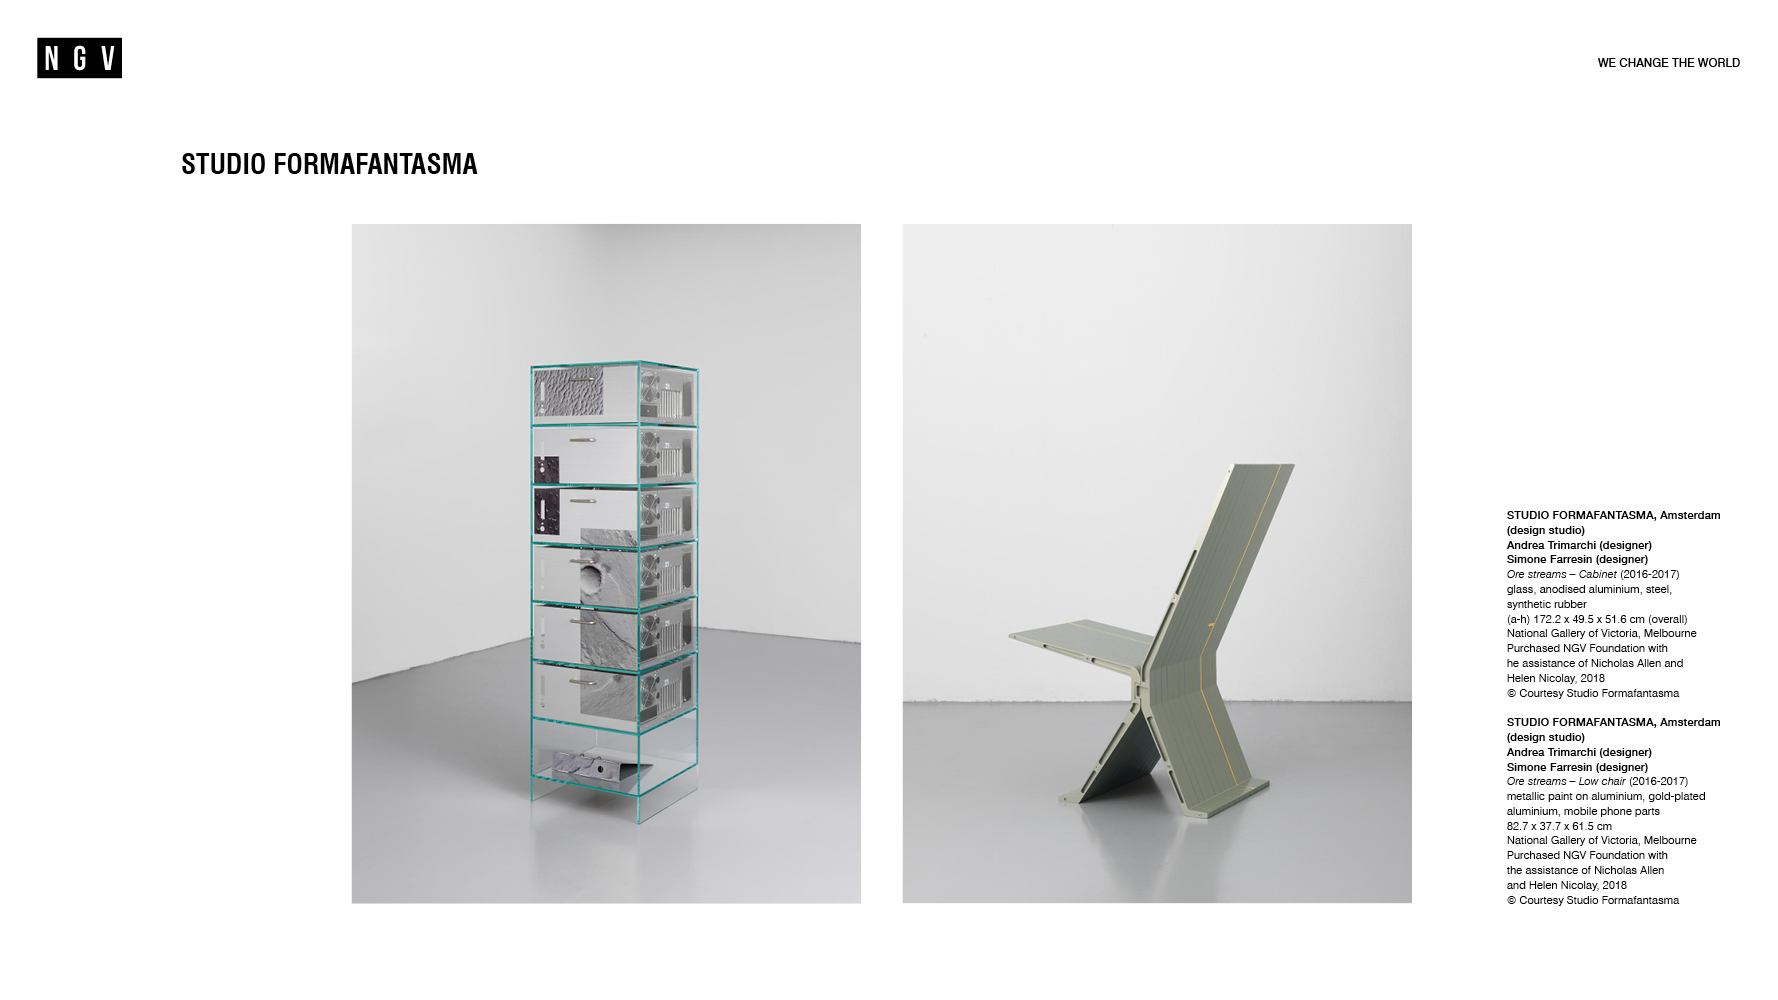 NGV
WE CHANGE THE WORLD
STUDIO FORMAFANTASMA
STUDIO FORMAFANTASMA, Amsterdam
(design studio)
Andrea Trimarchi (designer)
Simone Farresin (designer)
Ore streams – Cabinet (2016-2017)
glass, anodised aluminium, steel,
synthetic rubber
(a-h) 172.2 x 49.5 x 51.6 cm (overall)
National Gallery of Victoria, Melbourne
Purchased NGV Foundation with
he assistance of Nicholas Allen and
Helen Nicolay, 2018
© Courtesy Studio Formafantasma
STUDIO FORMAFANTASMA, Amsterdam
(design studio)
Andrea Trimarchi (designer)
Simone Farresin (designer)
Ore streams – Low chair (2016-2017)
metallic paint on aluminium, gold-plated
aluminium, mobile phone parts
82.7 x 37.7 x 61.5 cm
National Gallery of Victoria, Melbourne
Purchased NGV Foundation with
the assistance of Nicholas Allen
and Helen Nicolay, 2018
© Courtesy Studio Formafantasma